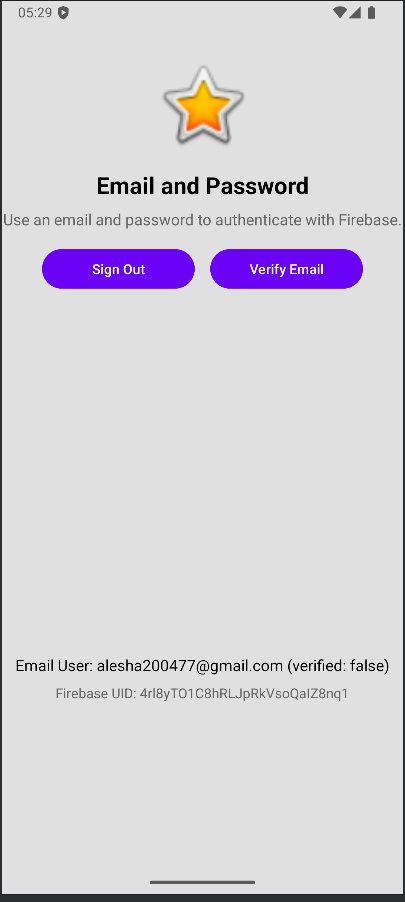 05:29
Email and Password
Use an email and password to authenticate with Firebase.
Sign Out
Verify Email
Email User: alesha200477@gmail.com (verified: false)
Firebase UID: 4rl8yTO1C8hRLJpRkVsoQaIZ8nq1